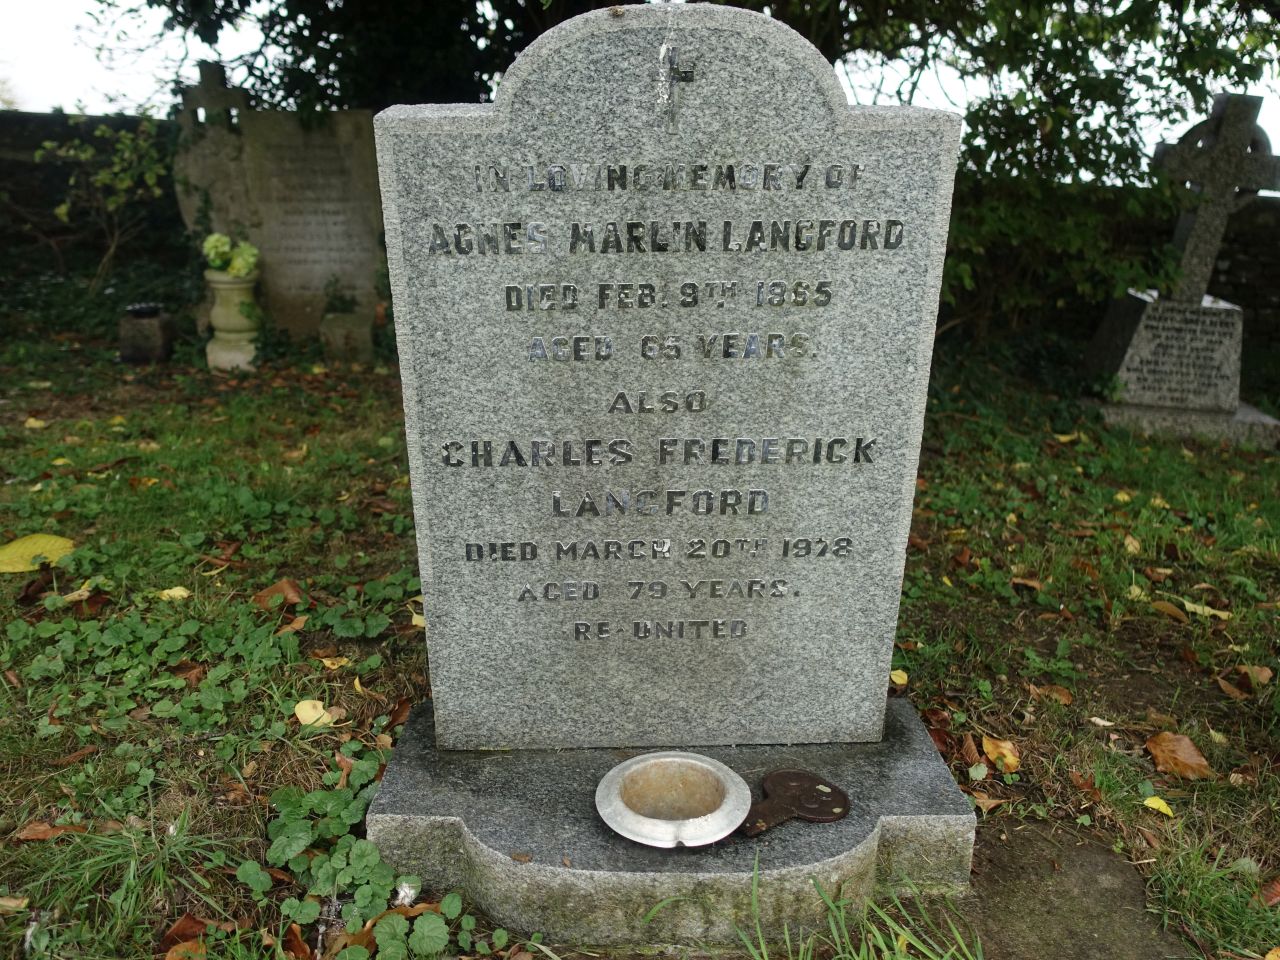 IN LOVING MEMORY OF
AGNES MARLIN LANGFORD
DIED FEB. 9TH 1965
AGED 65 YEARS.
ALSO
CHARLES FREDERICK
LANGFORD
DIED MARCH 20TH 1978
AGED 79 YEARS.
RE-UNITED